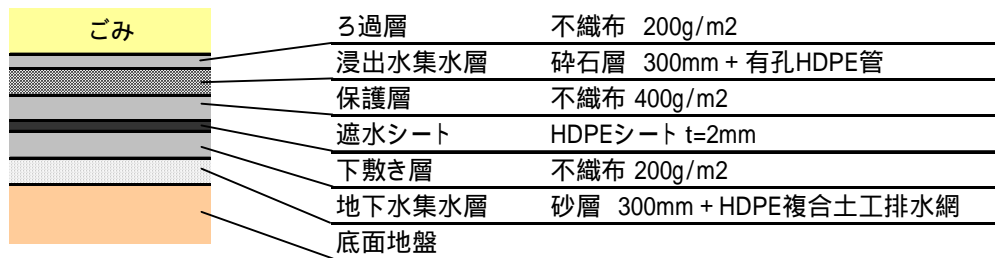 ごみ
ろ過層 不織布 200g/m2
浸出水集水層 砕石層 300mm + 有孔HDPE管
保護層 不織布 400g/m2
遮水シート HDPEシート t=2mm
下敷き層 不織布 200g/m2
地下水集水層 砂層 300mm + HDPE複合土工排水網
底面地盤